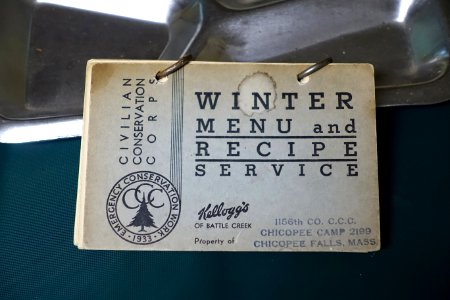 CIVILIAN
CONSERVATION
CORPS
EMERGENCY CONSERVATION WORK
CCC
1933
WINTER
MENU and
RECIPE
SERVICE
Kellogg's
OF BATTLE CREEK
Property of
1156th CO. C.C.C.
CHICOPEE CAMP 2199
CHICOPEE FALLS, MASS.